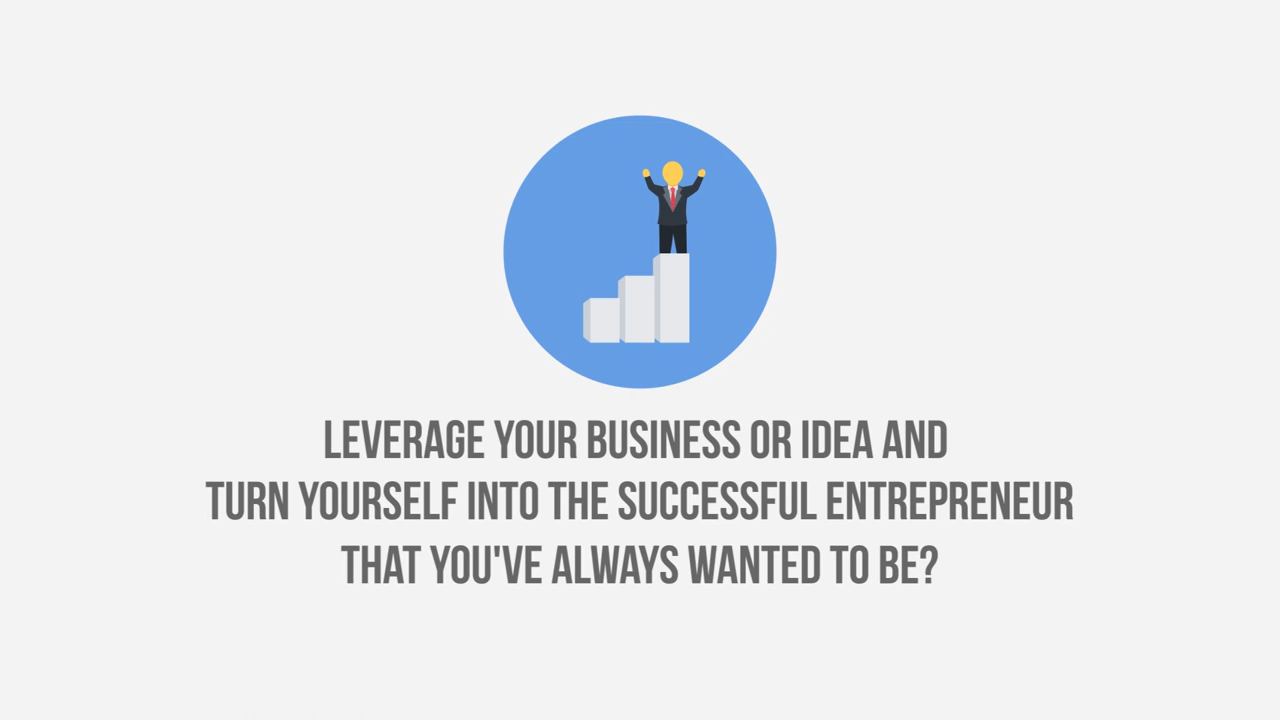 LEVERAGE YOUR BUSINESS OR IDEA AND
TURN YOURSELF INTO THE SUCCESSFUL ENTREPRENEUR
THAT YOU'VE ALWAYS WANTED TO BE?